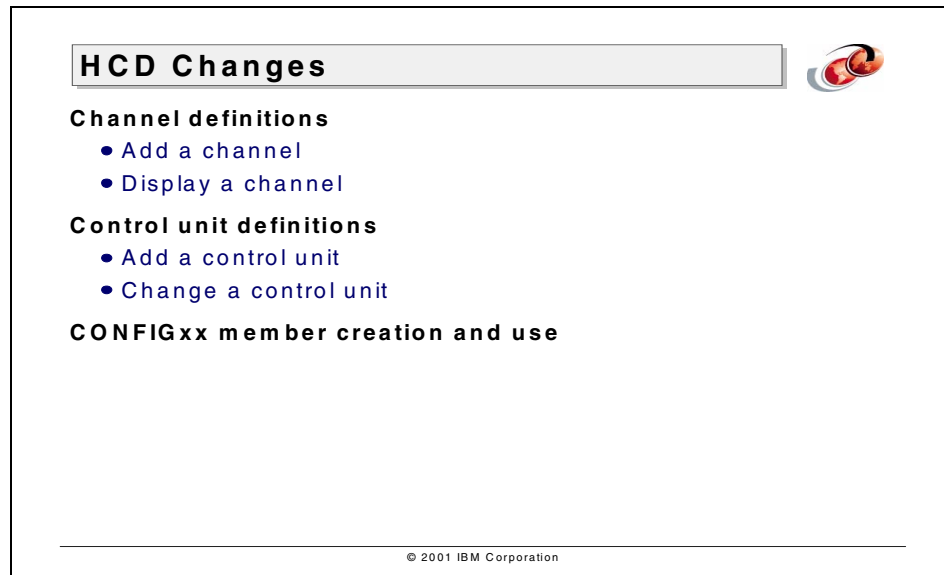 HCD Changes
Channel definitions
• Add a channel
• Display a channel
Control unit definitions
• Add a control unit
• Change a control unit
CONFIGxx member creation and use
© 2001 IBM Corporation